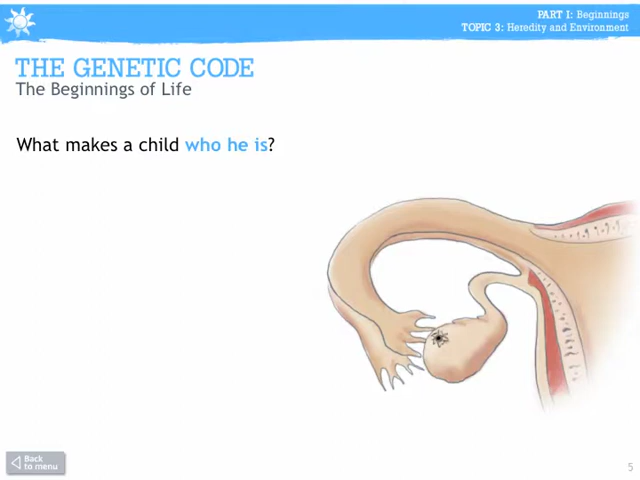 PART I: Beginnings
TOPIC 3: Heredity and Environment
THE GENETIC CODE
The Beginnings of Life
What makes a child who he is?
Back
to menu
5